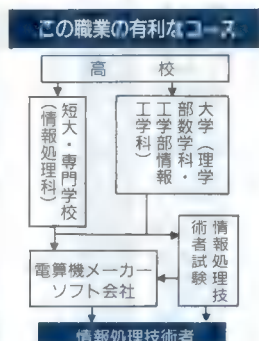 この職業の有利なコース
高校
短大・専門学校
(情報処理科)
大学(理学
部数学科・
工学部情報
工学科)
情報処理技
術者試験
電算機メーカー
ソフト会社
情報処理技術者